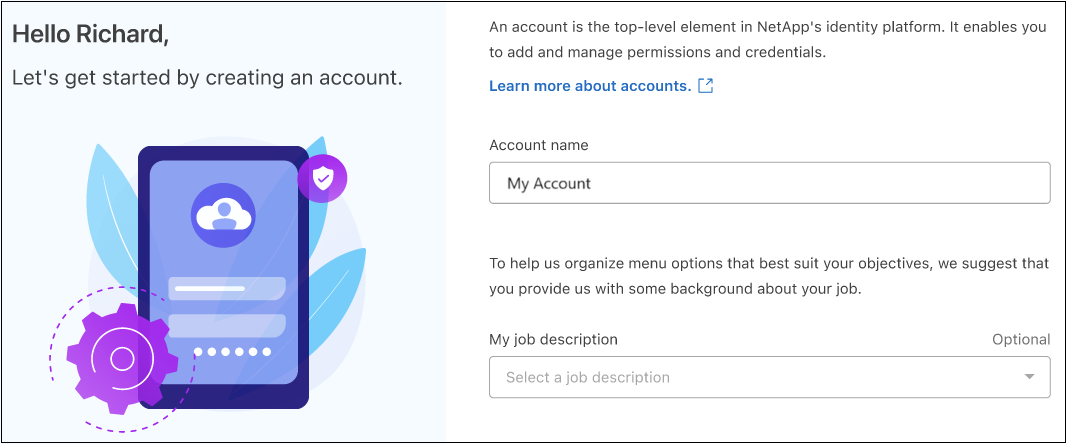 Hello Richard,
Let's get started by creating an account.
An account is the top-level element in NetApp's identity platform. It enables you
to add and manage permissions and credentials.
Learn more about accounts.
Account name
My Account
To help us organize menu options that best suit your objectives, we suggest that
you provide us with some background about your job.
My job description
Optional
Select a job description